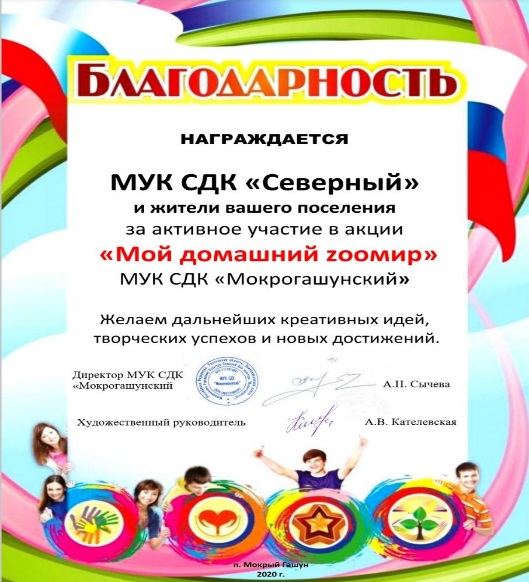 БЛАГОДАРНОСТЬ
НАГРАЖДАЕТСЯ
МУК СДК «Северный»
и жители вашего поселения
за активное участие в акции
«Мой домашний zooмир»
МУК СДК «Мокрогашунский»
Желаем дальнейших креативных идей,
творческих успехов и новых достижений.
Директор МУК СДК
«Мокрогашунский
А.П. Сычева
Художественный руководитель
А.В. Кателевская
п. Мокрый Гашун
2020 г.